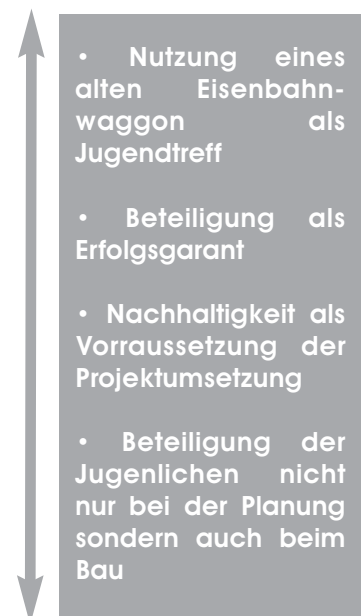 • Nutzung eines
alten Eisenbahn-
waggon als
Jugendtreff
• Beteiligung als
Erfolgsgarant
• Nachhaltigkeit als
Vorraussetzung der
Projektumsetzung
• Beteiligung der
Jugenlichen nicht
nur bei der Planung
sondern auch beim
Bau